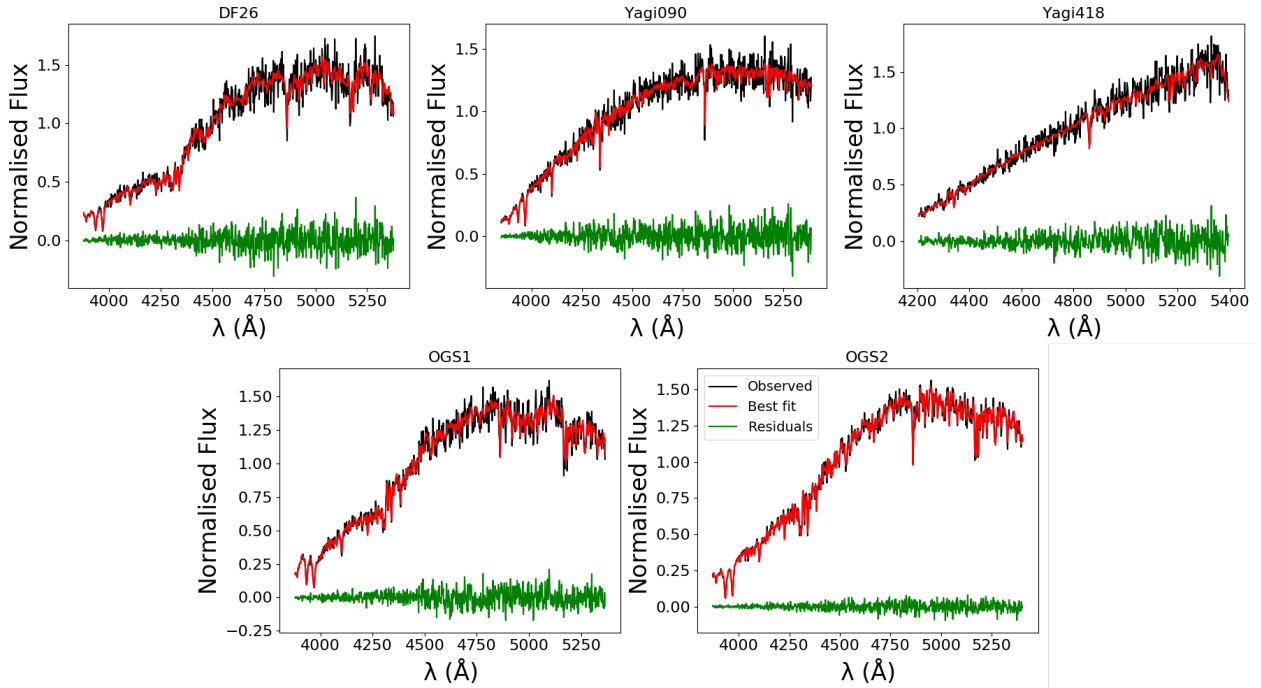 DF26
Yagi090
Yagi418
Normalised Flux
1.5
1.0
0.5
0.0
4000 4250 4500 4750 5000 5250
λ (Å)
Normalised Flux
1.5
1.0
0.5
0.0
4000 4250 4500 4750 5000 5250
λ (Å)
Normalised Flux
1.5
1.0
0.5
0.0
4200 4400 4600 4800 5000 5200 5400
λ (Å)
OGS1
OGS2
Normalised Flux
1.50
1.25
1.00
0.75
0.50
0.25
0.00
−0.25
4000 4250 4500 4750 5000 5250
λ (Å)
Normalised Flux
1.50
1.25
1.00
0.75
0.50
0.25
0.00
Observed
Best fit
Residuals
4000 4250 4500 4750 5000 5250
λ (Å)